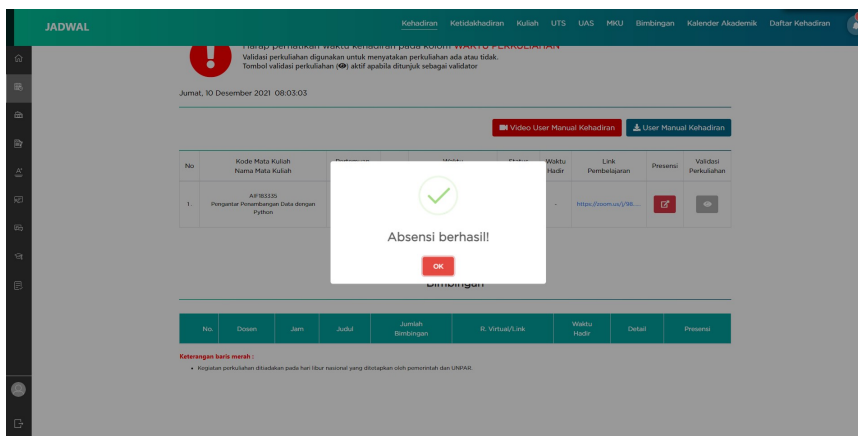 JADWAL
Kehadiran Ketidakhadiran Kuliah UTS UAS MKU Bimbingan Kalender Akademik Daftar Kehadiran
Harap perhatikan waktu kehadiran pada kolom WAKTU PERKULIAHAN
Validasi perkuliahan digunakan untuk menyatakan perkuliahan ada atau tidak.
Tombol validasi perkuliahan () aktif apabila ditunjuk sebagai validator
Jumat, 10 Desember 2021 08:03:03
Video User Manual Kehadiran
User Manual Kehadiran
No
Kode Mata Kuliah
Nama Mata Kuliah
Waktu
Hadir
Link
Pembelajaran
Presensi
Validasi
Perkuliahan
1.
AIF183335
Pengantar Penambangan Data dengan
Python
-
https://zoom.us/j/96....
Absensi berhasil!
OK
Bimbingan
No.
Dosen
Jam
Judul
Jumlah
Bimbingan
R. Virtual/Link
Waktu
Hadir
Detail
Presensi
Keterangan baris merah :
• Kegiatan perkuliahan ditiadakan pada hari libur nasional yang ditetapkan oleh pemerintah dan UNPAR.